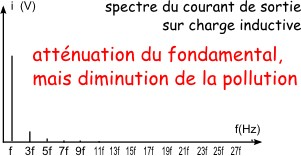 i (V)
spectre du courant de sortie
sur charge inductive
atténuation du fondamental,
mais diminution de la pollution
f(Hz)
f 3f 5f 7f 9f 11f 13f 15f 17f 19f 21f 23f 25f 27f